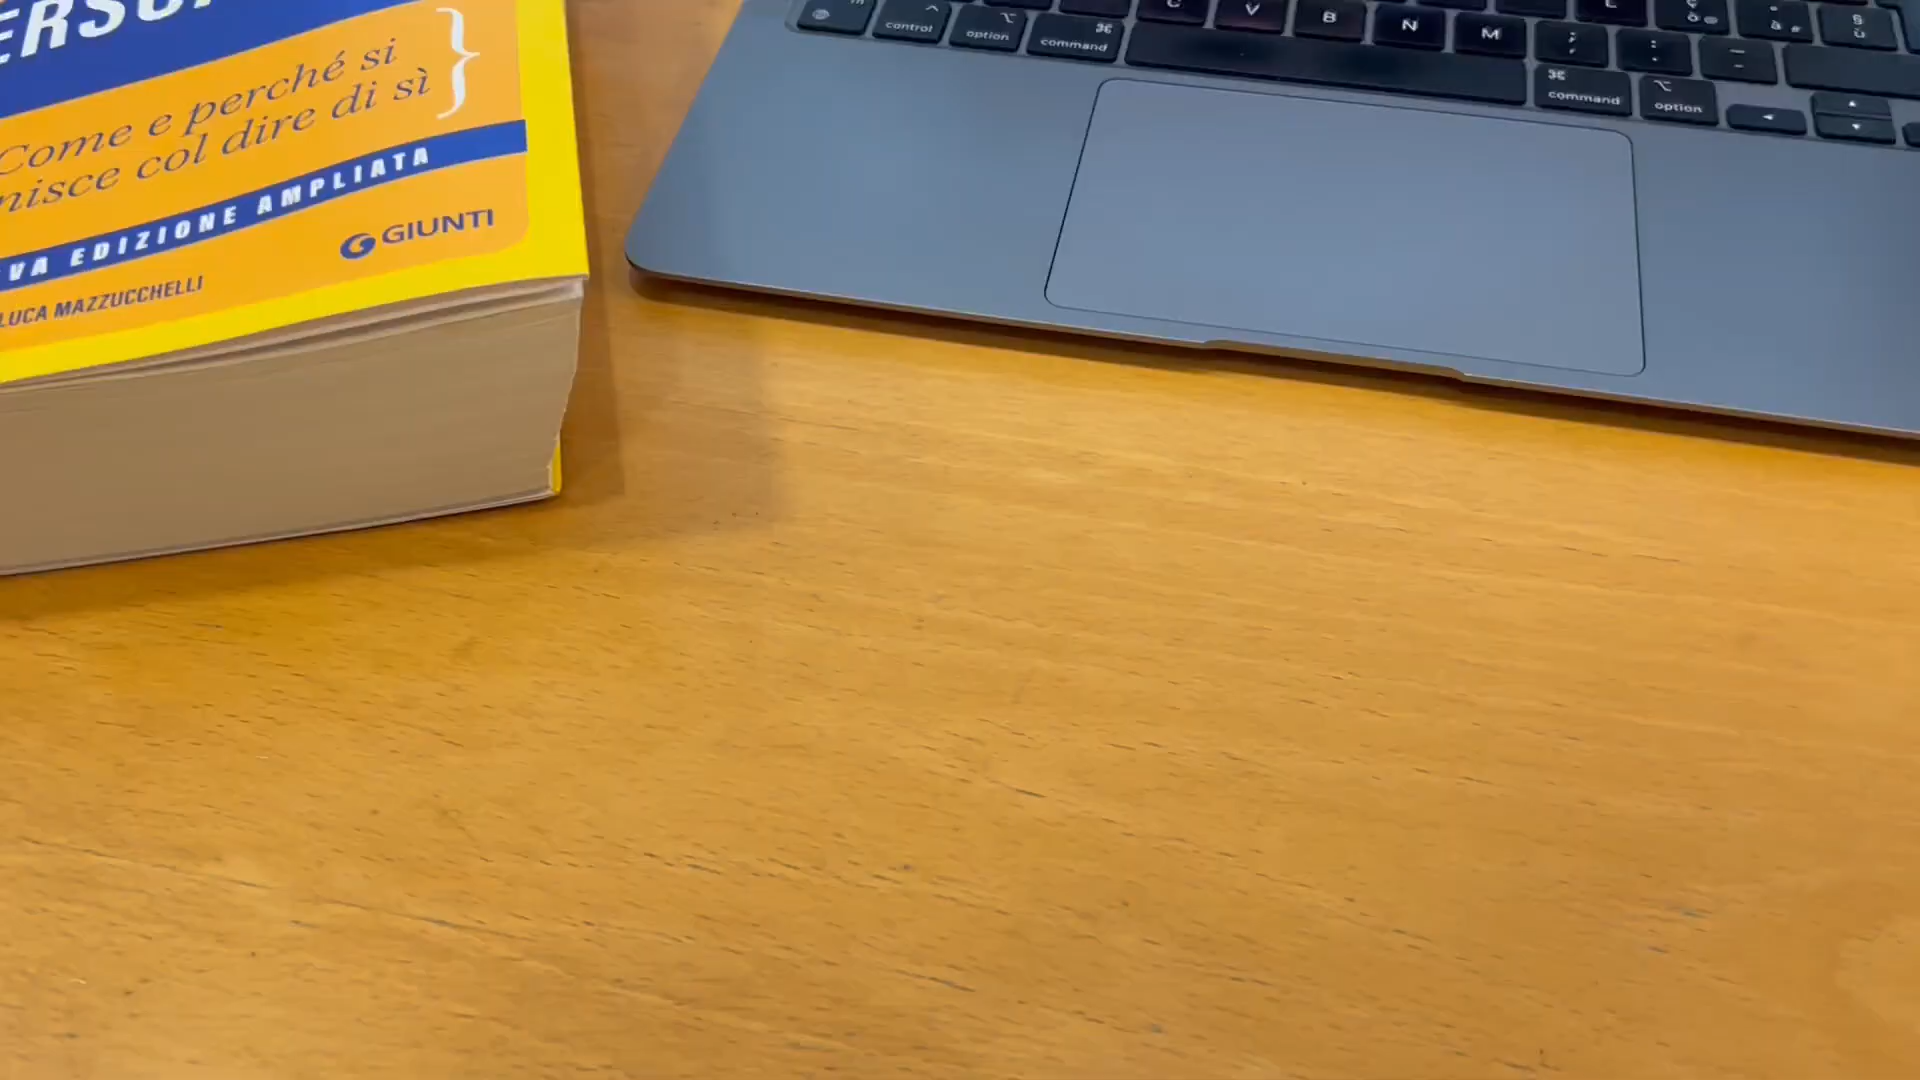 ERSU
Come e perché si
nisce col dire di sì
VA EDIZIONE AMPLIATA
GIUNTI
LUCA MAZZUCCHELLI
C V B N M
control option command
command option